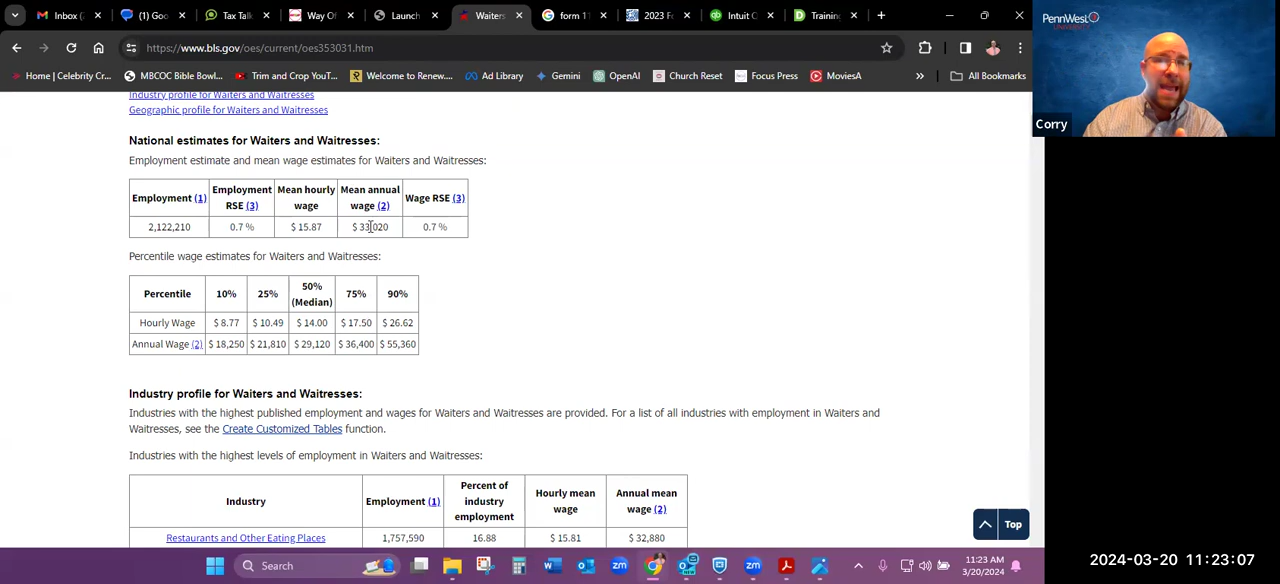 Inbox (
(1) Goo
Tax Talk
Way Of
Launch
Waiters
form 11
2023 F
Intuit Q
Training
https://www.bls.gov/oes/current/oes353031.htm
Home | Celebrity Cr...
MBCOC Bible Bowl...
Trim and Crop YouT...
Welcome to Renew....
Ad Library
Gemini
OpenAI
Church Reset
Focus Press
MoviesA
»
All Bookmarks
PennWest
UNIVERSITY
Corry
Industry profile for Waiters and Waitresses
Geographic profile for Waiters and Waitresses
National estimates for Waiters and Waitresses:
Employment estimate and mean wage estimates for Waiters and Waitresses:
Employment (1) Employment RSE (3) Mean hourly wage Mean annual wage (2) Wage RSE (3)
2,122,210 0.7 % $ 15.87 $ 33,020 0.7 %
Percentile wage estimates for Waiters and Waitresses:
Percentile 10% 25% 50% (Median) 75% 90%
Hourly Wage $ 8.77 $ 10.49 $ 14.00 $ 17.50 $ 26.62
Annual Wage (2) $ 18,250 $ 21,810 $ 29,120 $ 36,400 $ 55,360
Industry profile for Waiters and Waitresses:
Industries with the highest published employment and wages for Waiters and Waitresses are provided. For a list of all industries with employment in Waiters and
Waitresses, see the Create Customized Tables function.
Industries with the highest levels of employment in Waiters and Waitresses:
Industry Employment (1) Percent of industry employment Hourly mean wage Annual mean wage (2)
Restaurants and Other Eating Places 1,757,590 16.88 $ 15.81 $ 32,880
Top
Search
11:23 AM
3/20/2024
2024-03-20 11:23:07